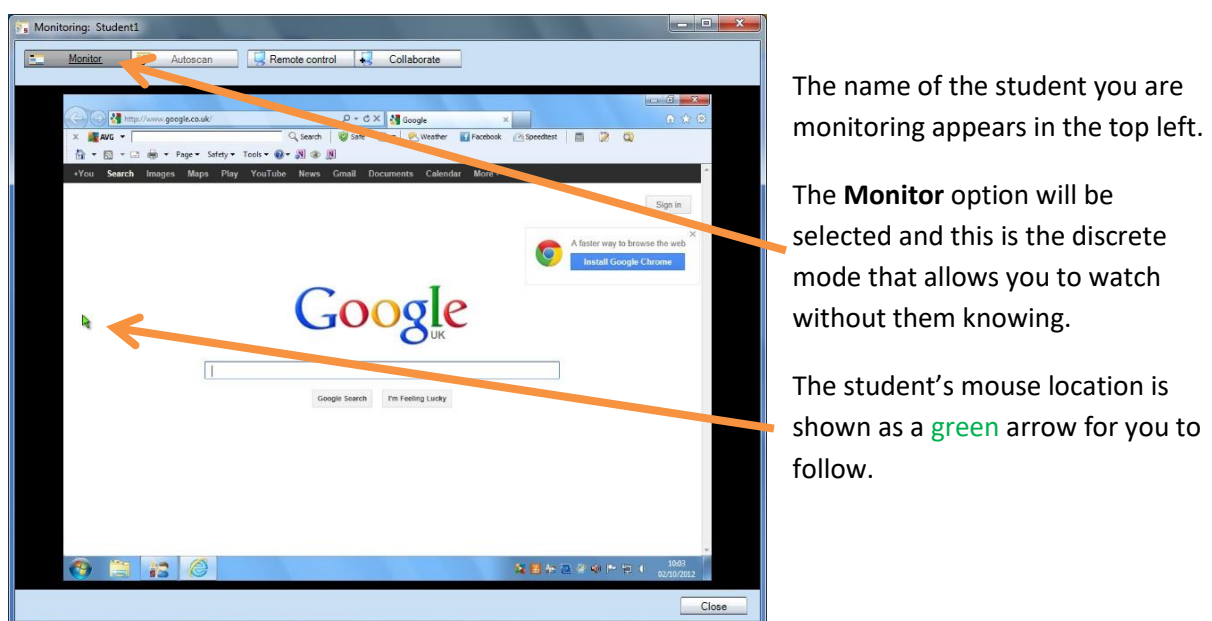 Monitoring: Student1
Monitor Autoscan Remote control Collaborate
The name of the student you are
monitoring appears in the top left.
The Monitor option will be
selected and this is the discrete
mode that allows you to watch
without them knowing.
The student's mouse location is
shown as a green arrow for you to
follow.
http://www.google.co.uk/ Google
AVG Search Safe Weather Facebook Speedtest
Page Safety Tools
+You Search Images Maps Play YouTube News Gmail Documents Calendar More
Sign in
A faster way to browse the web
Install Google Chrome
Google
UK
Google Search I'm Feeling Lucky
10:03
02/10/2012
Close